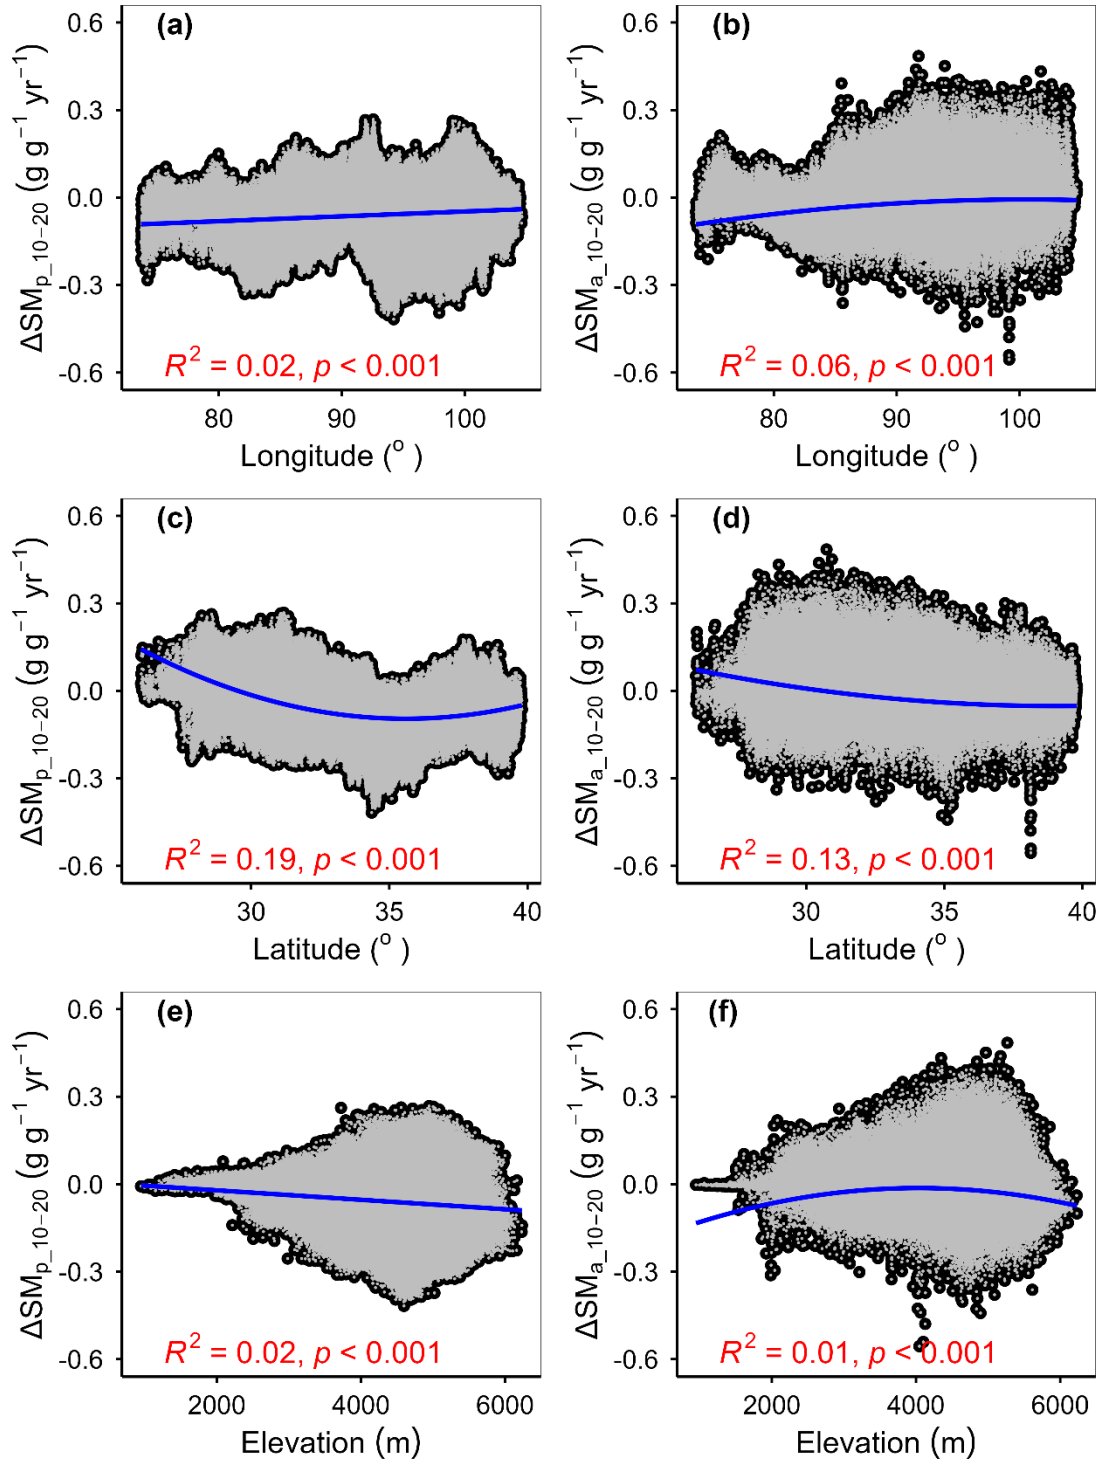 (a)
0.6
0.3
0.0
-0.3
-0.6
ΔSM_p_10−20 (g g⁻¹ yr⁻¹)
R² = 0.02, p < 0.001
80 90 100
Longitude (°)
(b)
0.6
0.3
0.0
-0.3
-0.6
ΔSM_a_10−20 (g g⁻¹ yr⁻¹)
R² = 0.06, p < 0.001
80 90 100
Longitude (°)
(c)
0.6
0.3
0.0
-0.3
-0.6
ΔSM_p_10−20 (g g⁻¹ yr⁻¹)
R² = 0.19, p < 0.001
30 35 40
Latitude (°)
(d)
0.6
0.3
0.0
-0.3
-0.6
ΔSM_a_10−20 (g g⁻¹ yr⁻¹)
R² = 0.13, p < 0.001
30 35 40
Latitude (°)
(e)
0.6
0.3
0.0
-0.3
-0.6
ΔSM_p_10−20 (g g⁻¹ yr⁻¹)
R² = 0.02, p < 0.001
2000 4000 6000
Elevation (m)
(f)
0.6
0.3
0.0
-0.3
-0.6
ΔSM_a_10−20 (g g⁻¹ yr⁻¹)
R² = 0.01, p < 0.001
2000 4000 6000
Elevation (m)